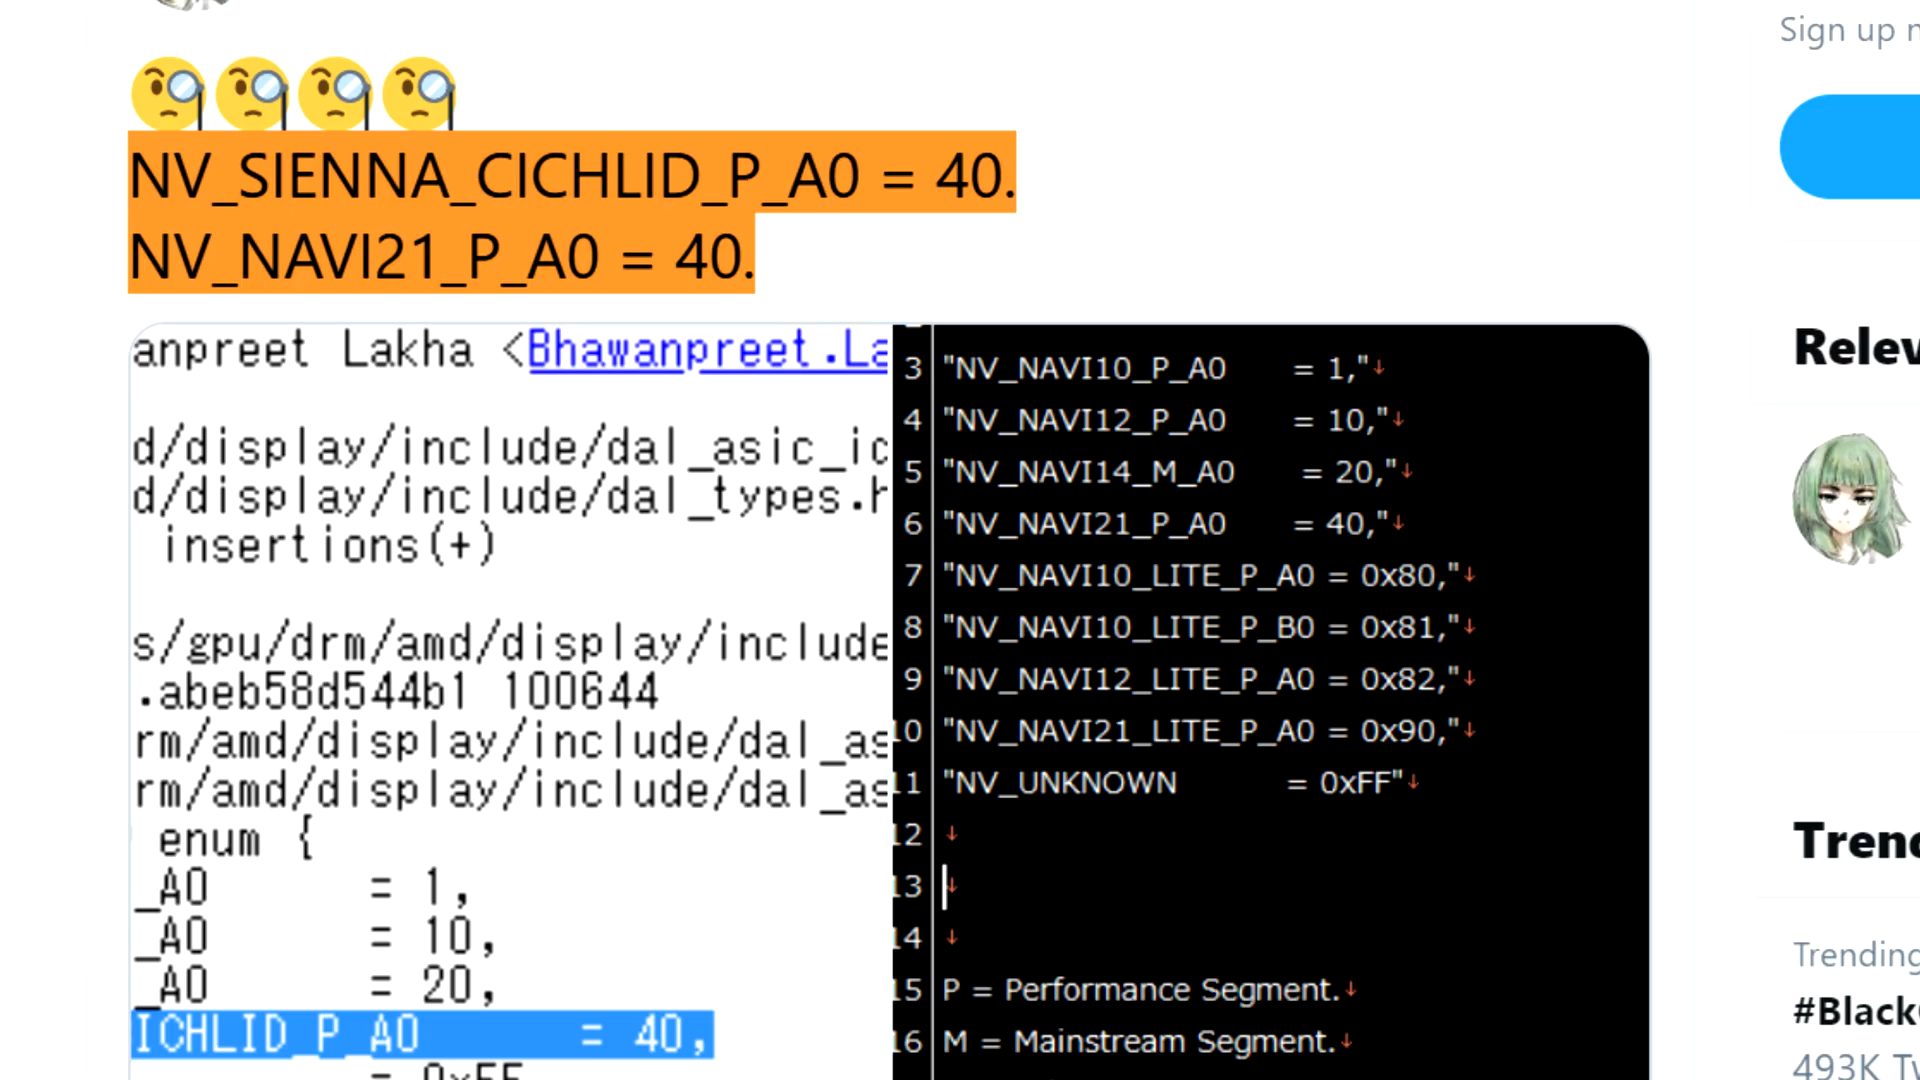 NV_SIENNA_CICHLID_P_A0 = 40.
NV_NAVI21_P_A0 = 40.
anpreet Lakha <Bhawanpreet.La
d/display/include/dal_asic_ic
d/display/include/dal_types.h
insertions(+)
s/gpu/drm/amd/display/include
.abeb58d544b1 100644
rm/amd/display/include/dal_as
rm/amd/display/include/dal_as
enum {
_A0 = 1,
_A0 = 10,
_A0 = 20,
ICHLID_P_A0 = 40,
= 0xFF
3 "NV_NAVI10_P_A0 = 1,"↓
4 "NV_NAVI12_P_A0 = 10,"↓
5 "NV_NAVI14_M_A0 = 20,"↓
6 "NV_NAVI21_P_A0 = 40,"↓
7 "NV_NAVI10_LITE_P_A0 = 0x80,"↓
8 "NV_NAVI10_LITE_P_B0 = 0x81,"↓
9 "NV_NAVI12_LITE_P_A0 = 0x82,"↓
10 "NV_NAVI21_LITE_P_A0 = 0x90,"↓
11 "NV_UNKNOWN = 0xFF"↓
12 ↓
13 ↓
14 ↓
15 P = Performance Segment.↓
16 M = Mainstream Segment.↓
Sign up n
Relev
Trend
Trending
#Black
493K Tw